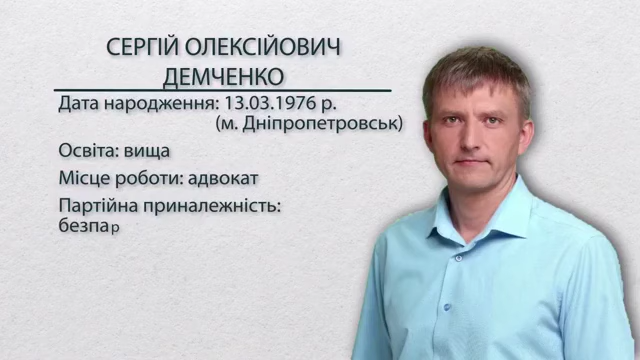 СЕРГІЙ ОЛЕКСІЙОВИЧ
ДЕМЧЕНКО
Дата народження: 13.03.1976 р.
(м. Дніпропетровськ)
Освіта: вища
Місце роботи: адвокат
Партійна приналежність:
безпар